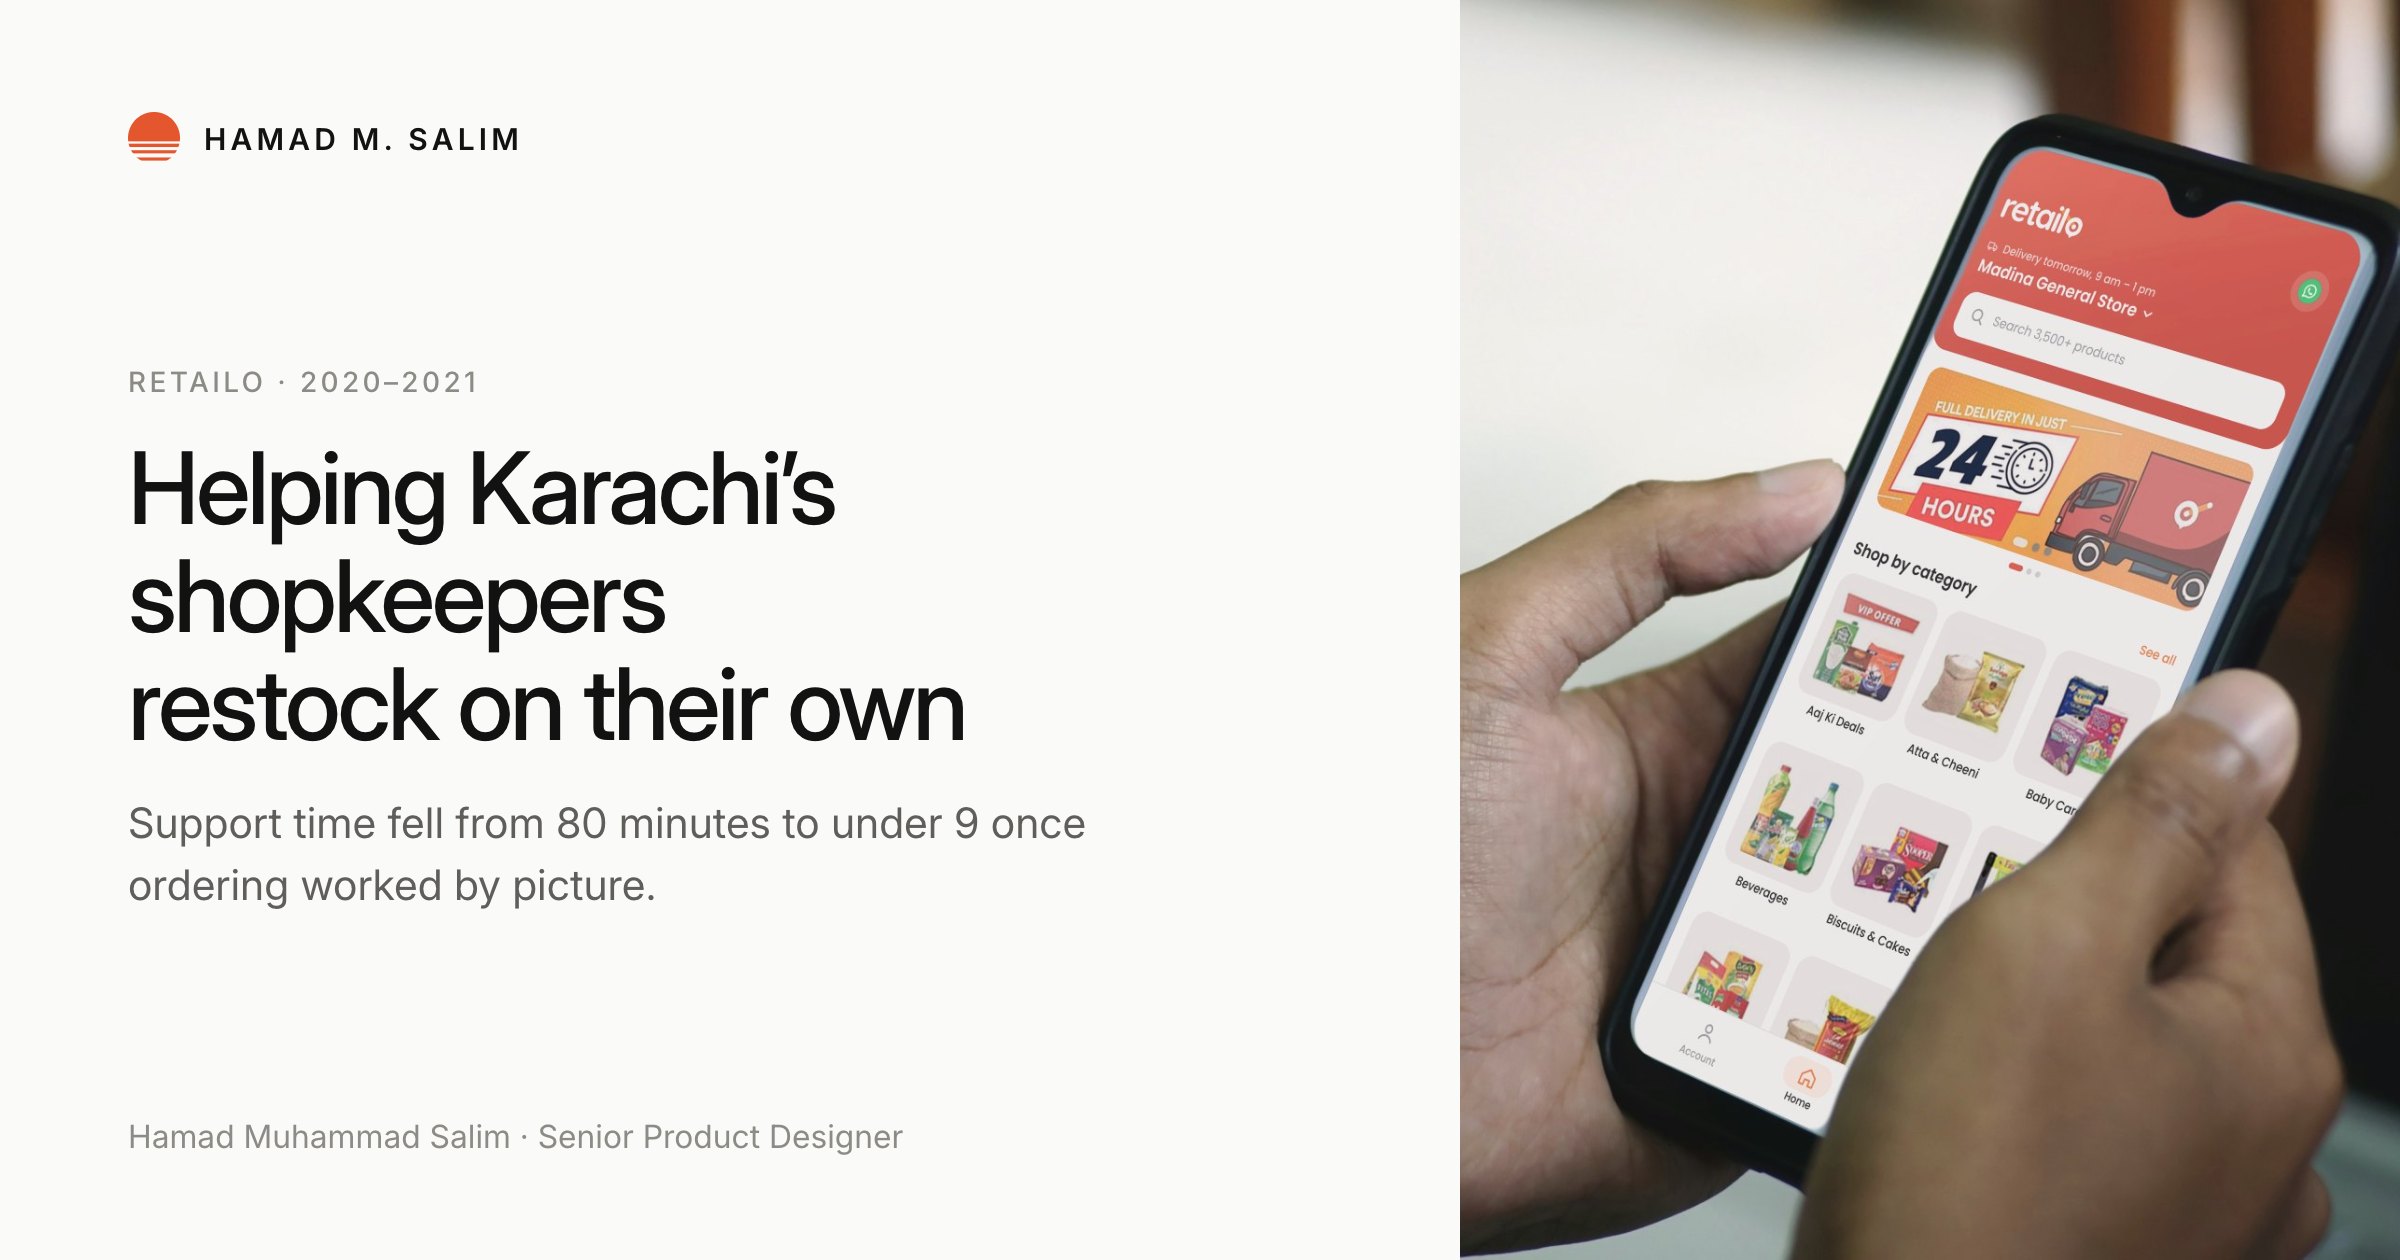 HAMAD M. SALIM
RETAILO · 2020–2021
Helping Karachi’s
shopkeepers
restock on their own
Support time fell from 80 minutes to under 9 once
ordering worked by picture.
Hamad Muhammad Salim · Senior Product Designer
retailo
Delivery tomorrow, 9 am – 1 pm
Madina General Store
Search 3,500+ products
FULL DELIVERY IN JUST
24
HOURS
Shop by category
See all
VIP OFFER
Aaj Ki Deals
Atta & Cheeni
Baby Car
Beverages
SOOPER
Biscuits & Cakes
Account
Home